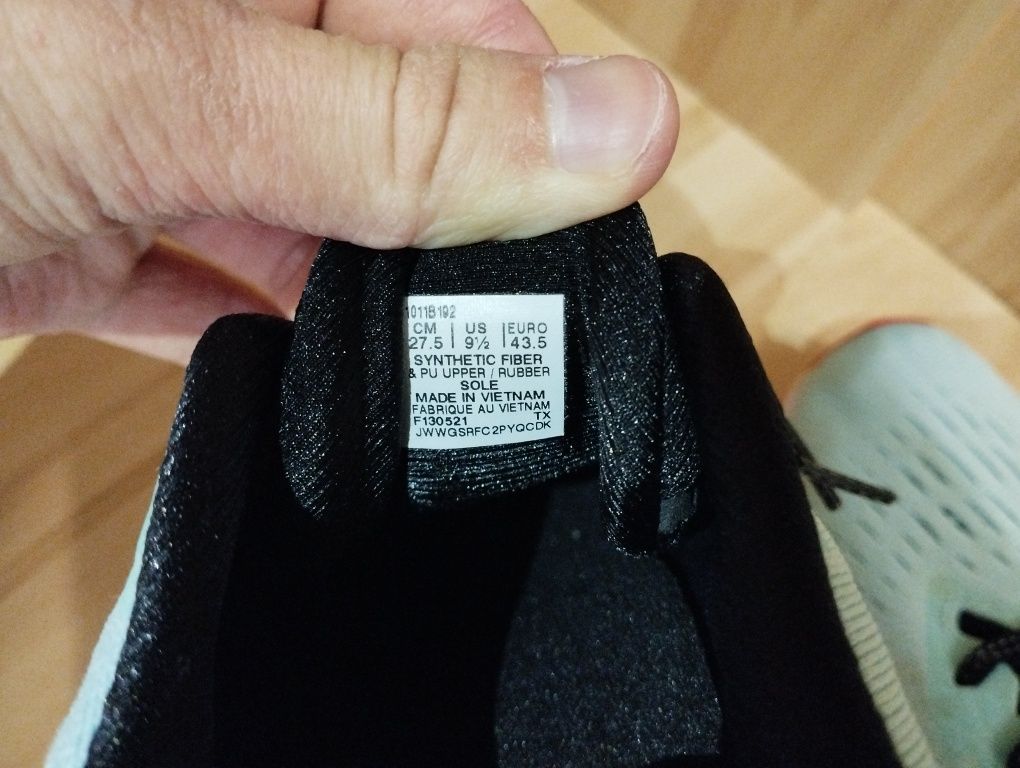 1011B192
CM | US | EURO
27.5 | 9½ | 43.5
SYNTHETIC FIBER
& PU UPPER / RUBBER
SOLE
MADE IN VIETNAM
FABRIQUE AU VIETNAM
F130521 TX
JWWGSRFC2PYQCDK